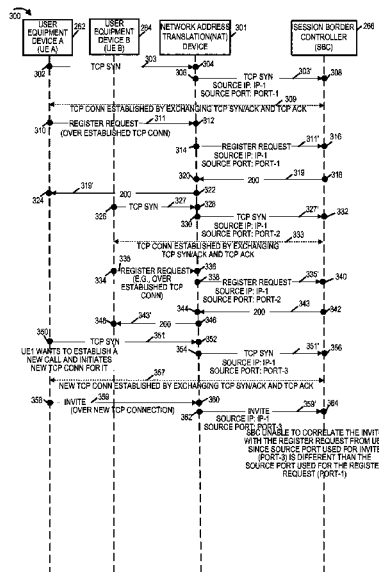 300
USER
EQUIPMENT
DEVICE A
(UE A)
262
USER
EQUIPMENT
DEVICE B
(UE B)
264
NETWORK ADDRESS
TRANSLATION(NAT)
DEVICE
301
SESSION BORDER
CONTROLLER
(SBC)
266
302
TCP SYN
303
304
306
TCP SYN
303'
308
SOURCE IP: IP-1
SOURCE PORT: PORT-1
309
TCP CONN ESTABLISHED BY EXCHANGING TCP SYN/ACK AND TCP ACK
310
REGISTER REQUEST
311
312
(OVER ESTABLISHED TCP CONN)
314
REGISTER REQUEST
311'
316
SOURCE IP: IP-1
SOURCE PORT: PORT-1
320
200
319
318
324
319'
200
322
326
TCP SYN
327
328
330
TCP SYN
327'
332
SOURCE IP: IP-1
SOURCE PORT: PORT-2
333
TCP CONN ESTABLISHED BY EXCHANGING
TCP SYN/ACK AND TCP ACK
335
334
REGISTER REQUEST
336
(E.G., OVER
ESTABLISHED TCP
CONN)
338
REGISTER REQUEST
335'
340
SOURCE IP: IP-1
SOURCE PORT: PORT-2
344
200
343
342
348
343'
200
346
350
TCP SYN
351
352
UE1 WANTS TO ESTABLISH A
NEW CALL AND INITIATES
NEW TCP CONN FOR IT
354
TCP SYN
351'
356
SOURCE IP: IP-1
SOURCE PORT: PORT-3
357
NEW TCP CONN ESTABLISHED BY EXCHANGING TCP SYN/ACK AND TCP ACK
358
INVITE
359
360
(OVER NEW TCP CONNECTION)
362
INVITE
359'
364
SOURCE IP: IP-1
SOURCE PORT: PORT-3
SBC UNABLE TO CORRELATE THE INVITE
WITH THE REGISTER REQUEST FROM UE
SINCE SOURCE PORT USED FOR INVITE
(PORT-3) IS DIFFERENT THAN THE
SOURCE PORT USED FOR THE REGISTER
REQUEST (PORT-1)